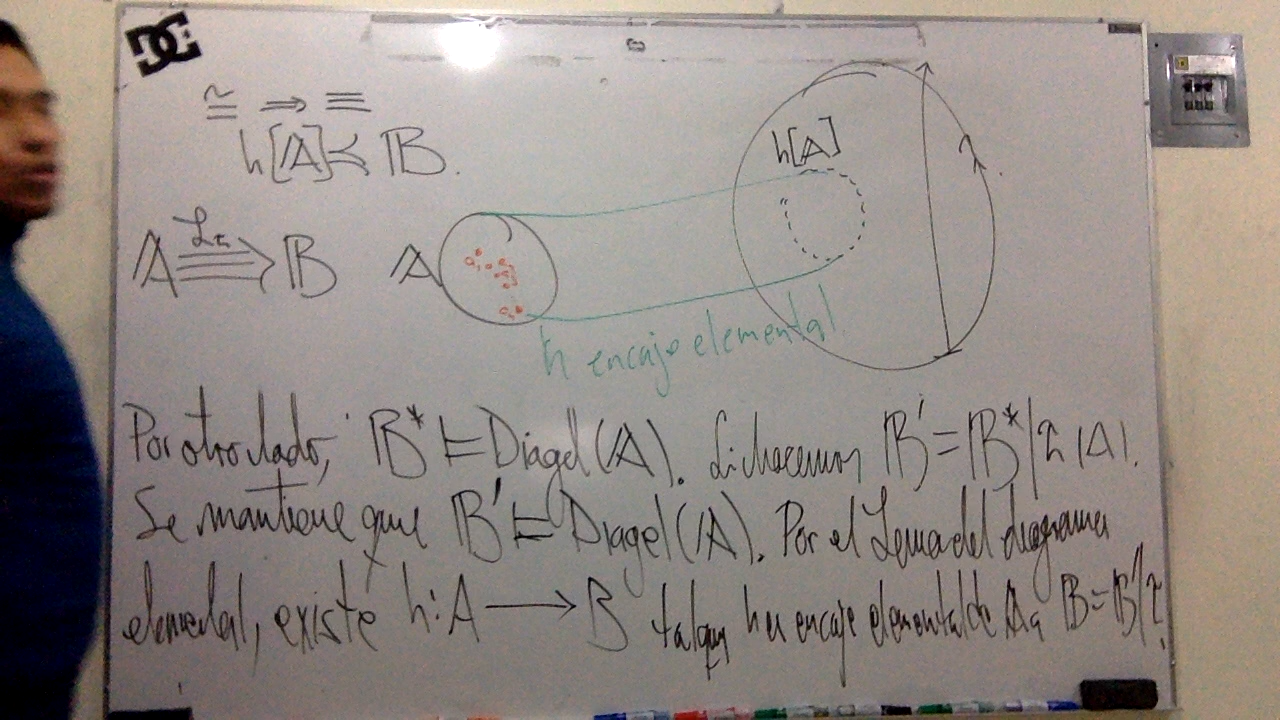 ≅ ⇒ ≡
h[𝔸] ≼ 𝔹.
h[𝔸]
𝔸 𝔹
𝔸
h encaje elemental.
Por otro lado, 𝔹* ⊨ Diagel(𝔸). Si hacemos 𝔹' = 𝔹*|τ(𝔸).
Se mantiene que 𝔹' ⊨ Diagel(𝔸). Por el Lema del diagrama
elemental, existe h: A → B tal que h es encaje elemental de 𝔸 a 𝔹 = 𝔹'|τ.